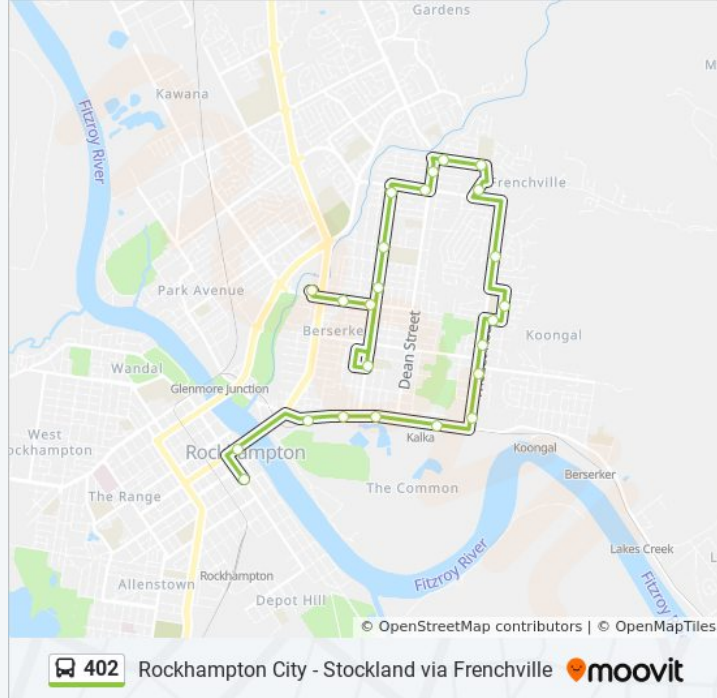 Gardens
Kawana
Fitzroy River
Frenchville
Park Avenue
Berserker
Dean Street
Koongal
Wandal
Glenmore Junction
West
ockhampton
Rockhampton
Kalka
Koongal
The Range
The Common
Berserker
Lakes Creek
Rockhampton
Allenstown
Fitzroy River
Depot Hill
Fitzroy
© OpenStreetMap contributors | © OpenMapTiles
402 Rockhampton City - Stockland via Frenchville moovit